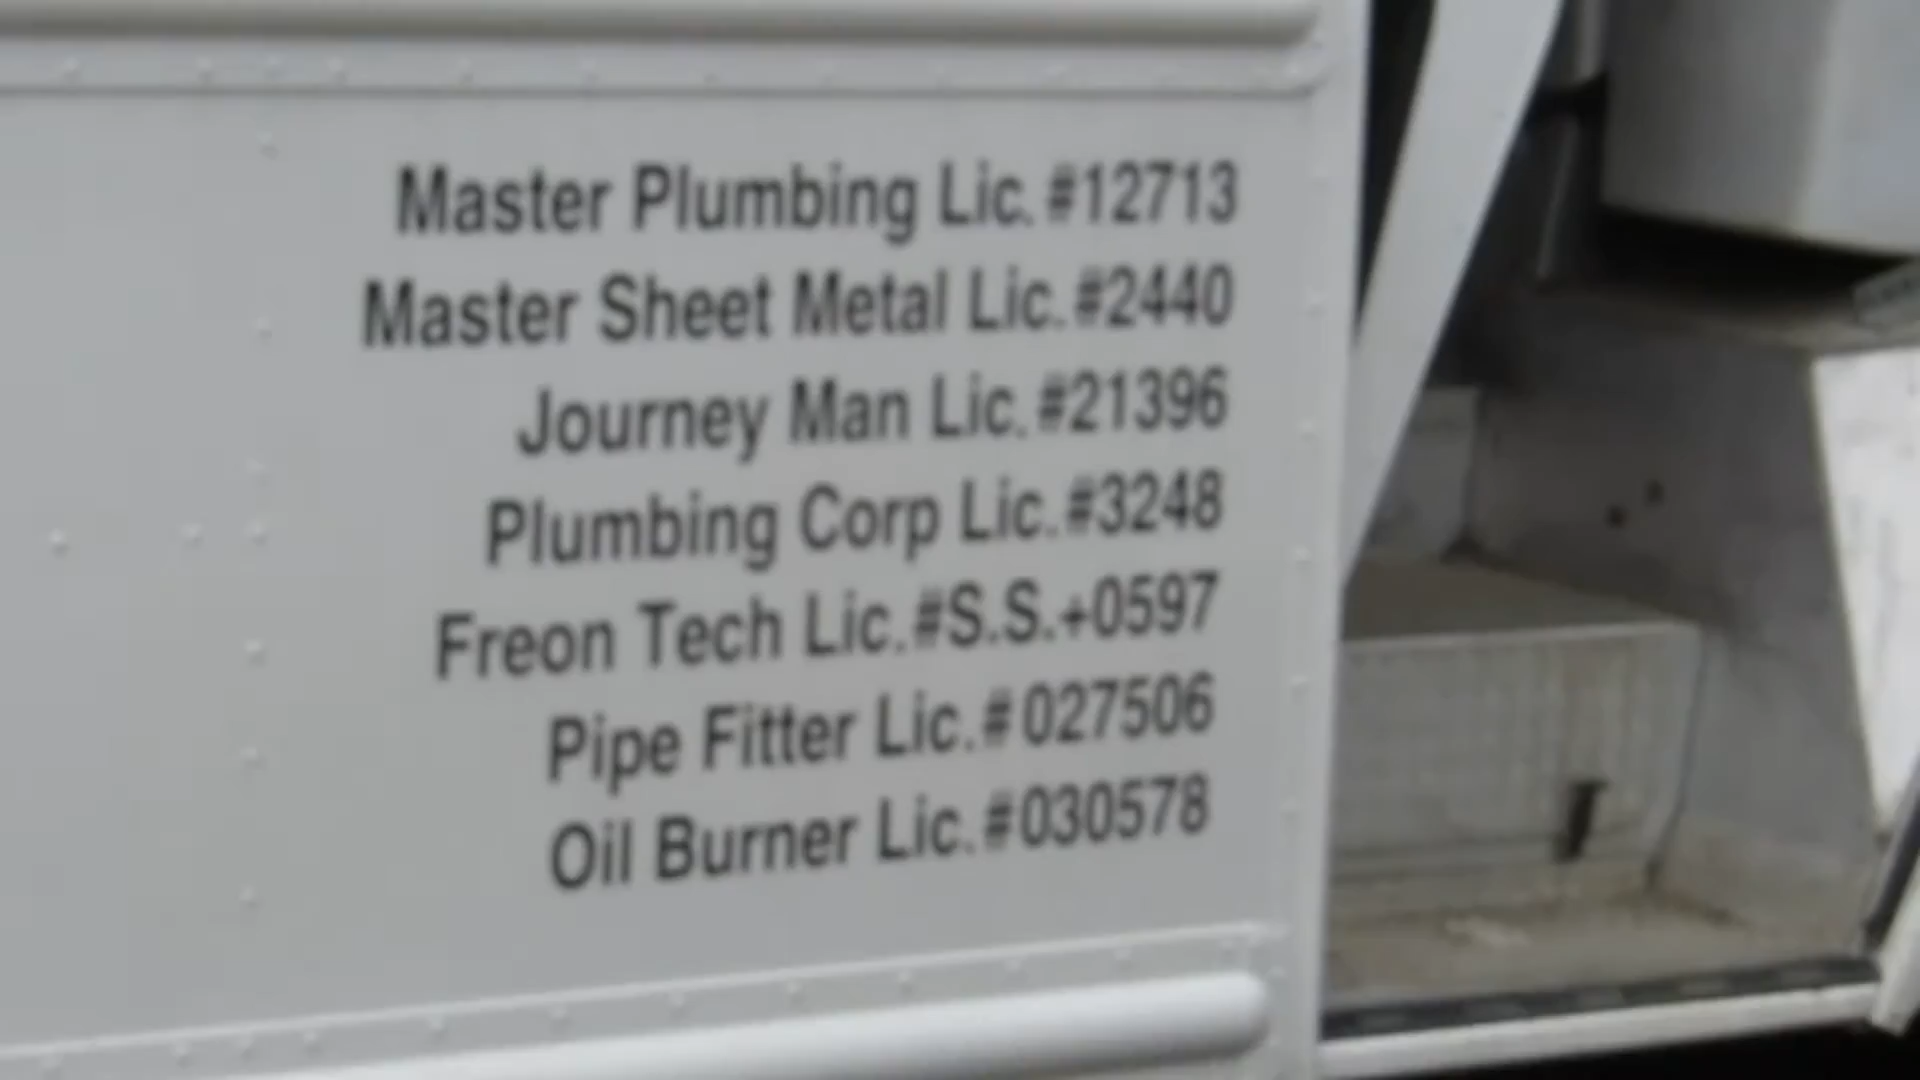 Master Plumbing Lic. #12713
Master Sheet Metal Lic. #2440
Journey Man Lic. #21396
Plumbing Corp Lic. #3248
Freon Tech Lic. #S.S.+0597
Pipe Fitter Lic. #027506
Oil Burner Lic. #030578